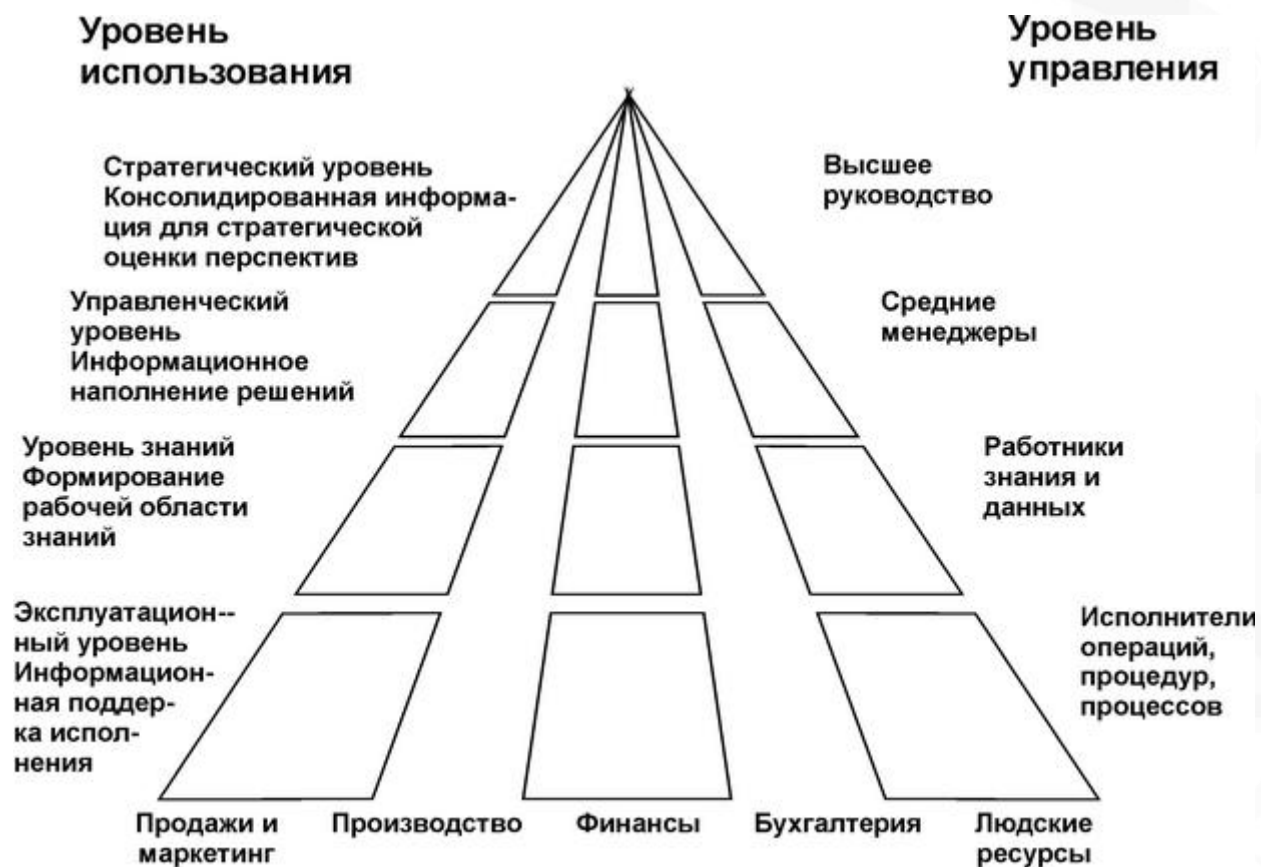 Уровень
использования
Уровень
управления
Стратегический уровень
Консолидированная информа-
ция для стратегической
оценки перспектив
Высшее
руководство
Управленческий
уровень
Информационное
наполнение решений
Средние
менеджеры
Уровень знаний
Формирование
рабочей области
знаний
Работники
знания и
данных
Эксплуатацион--
ный уровень
Информацион-
ная поддер-
ка испол-
нения
Исполнители
операций,
процедур,
процессов
Продажи и
маркетинг
Производство
Финансы
Бухгалтерия
Людские
ресурсы